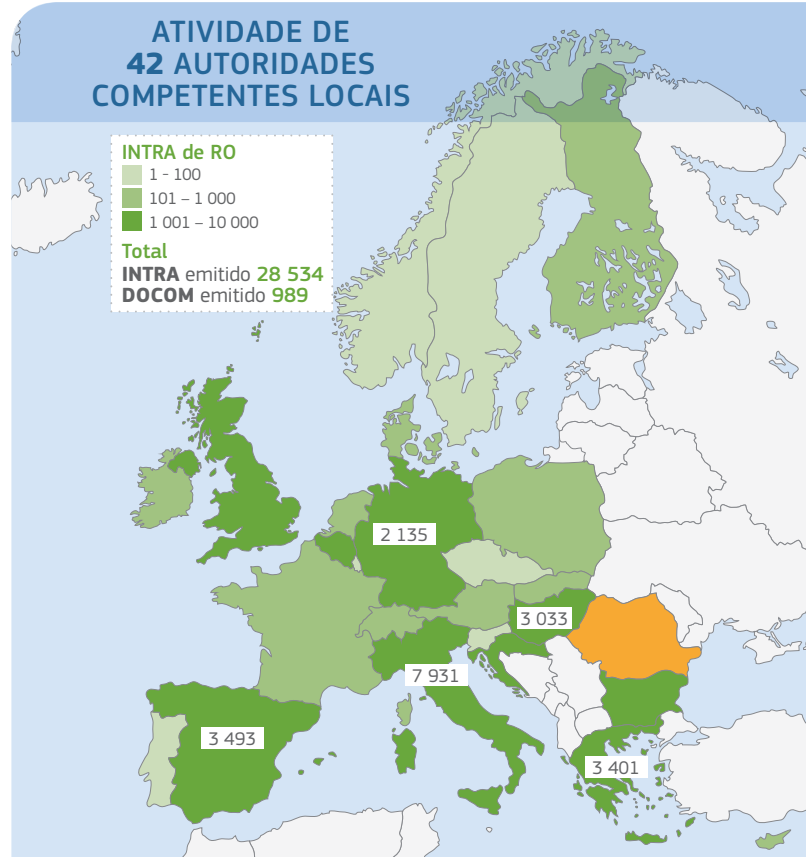 ATIVIDADE DE
42 AUTORIDADES
COMPETENTES LOCAIS
INTRA de RO
1 - 100
101 – 1 000
1 001 – 10 000
Total
INTRA emitido 28 534
DOCOM emitido 989
2 135
3 033
7 931
3 493
3 401